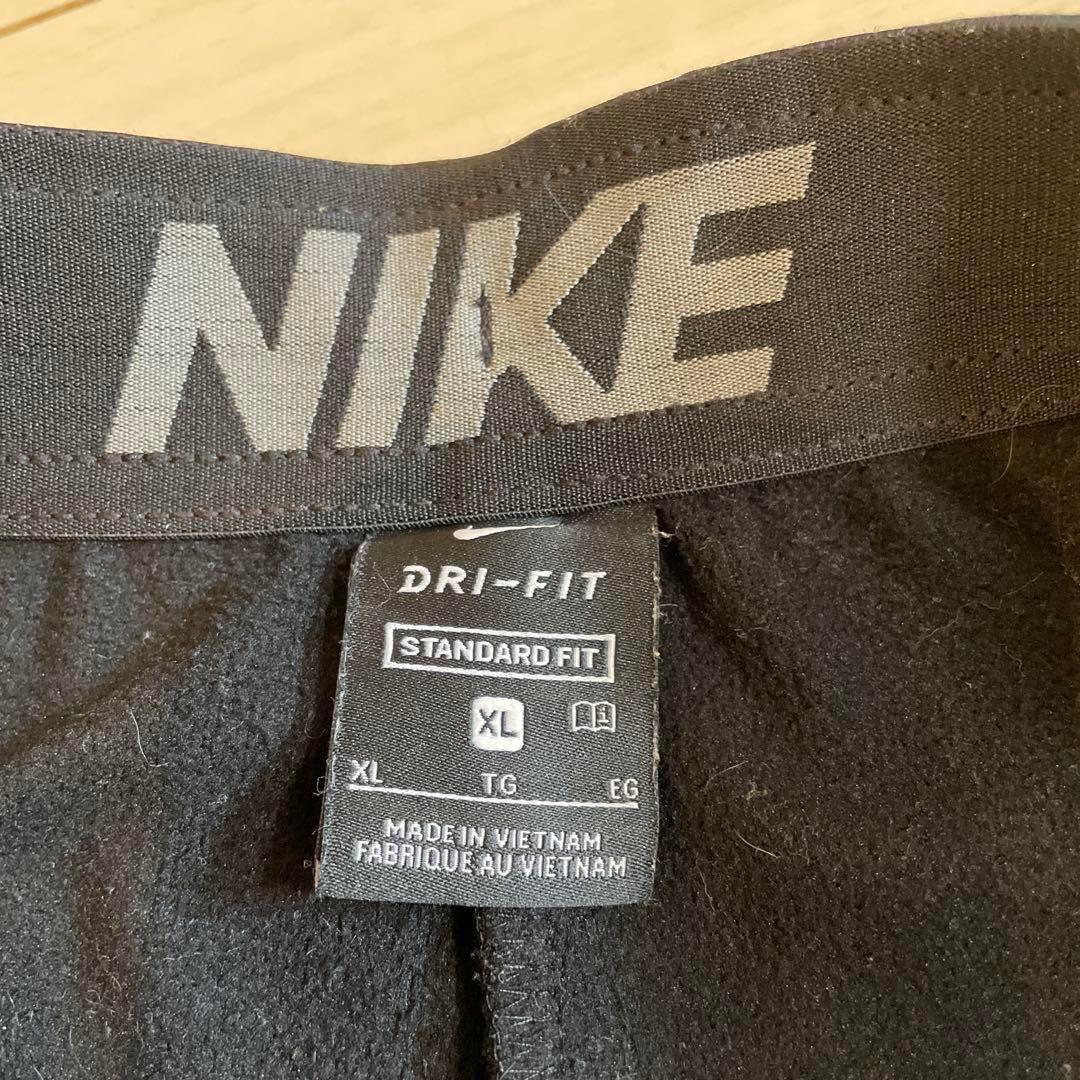 NIKE
DRI-FIT
STANDARD FIT
XL
XL TG EG
MADE IN VIETNAM
FABRIQUE AU VIETNAM